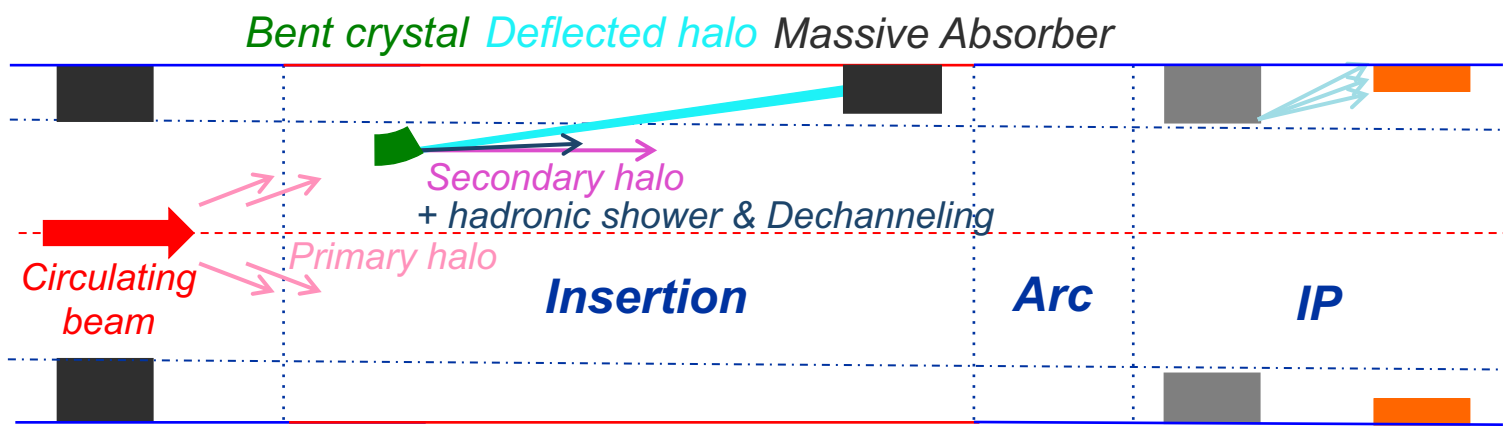 Bent crystal Deflected halo Massive Absorber
Secondary halo
+ hadronic shower & Dechanneling
Primary halo
Circulating
beam
Insertion
Arc
IP